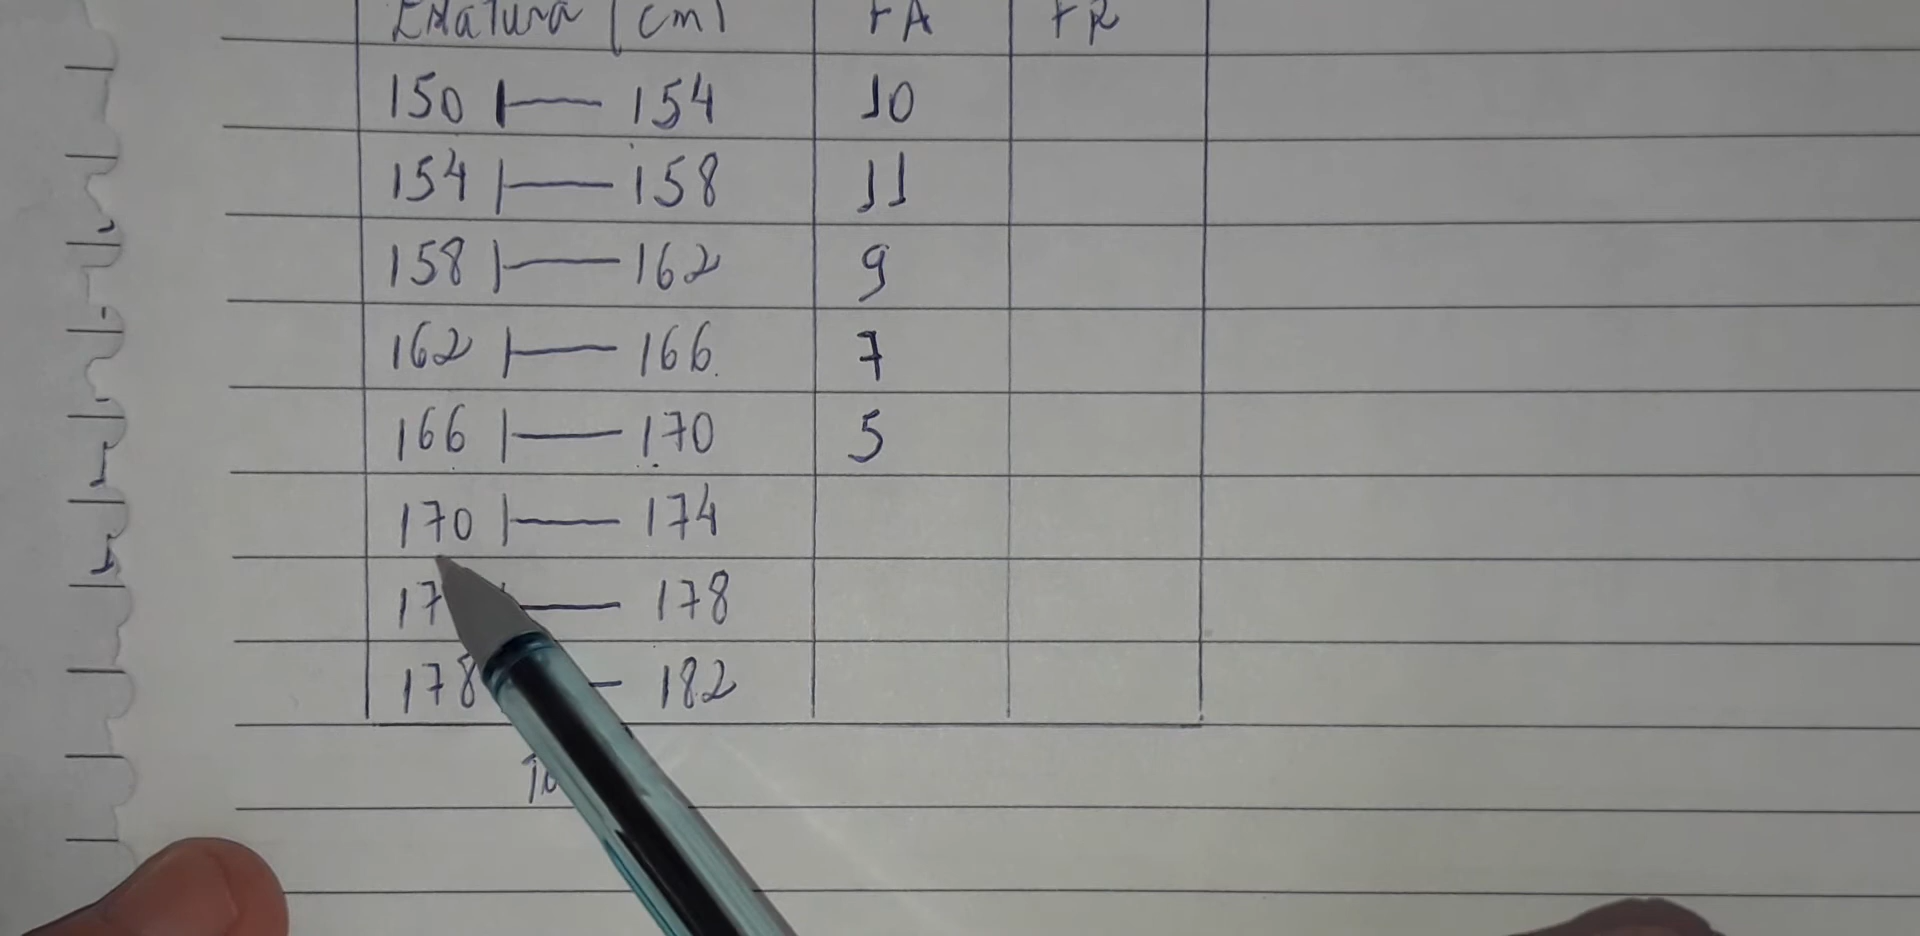 Estatura (cm) FA FR
150 |—— 154 10
154 |—— 158 11
158 |—— 162 9
162 |—— 166 7
166 |—— 170 5
170 |—— 174
17 —— 178
178 — 182